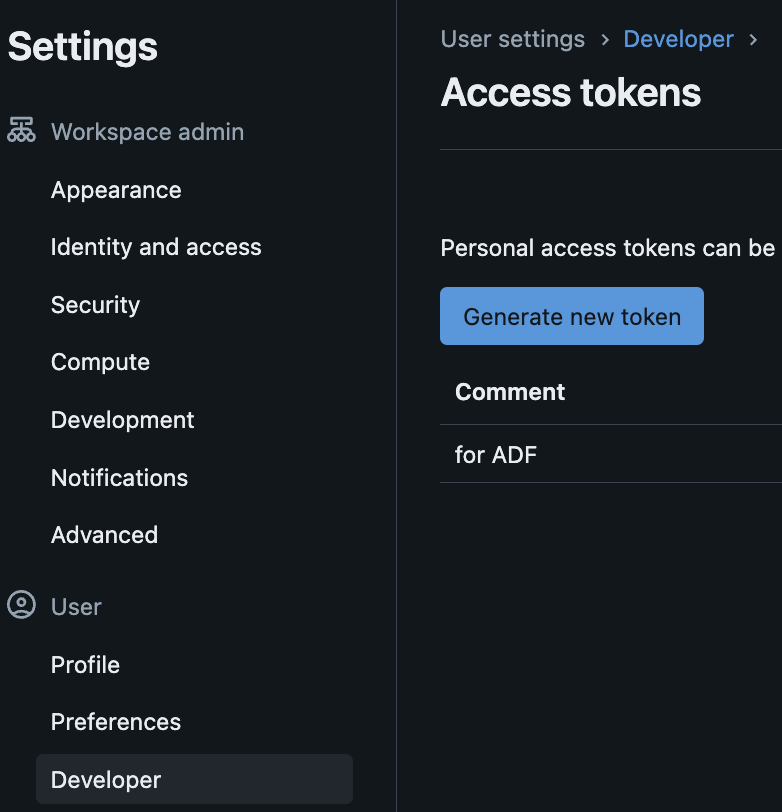 Settings
Workspace admin
Appearance
Identity and access
Security
Compute
Development
Notifications
Advanced
User
Profile
Preferences
Developer
User settings > Developer >
Access tokens
Personal access tokens can be
Generate new token
Comment
for ADF